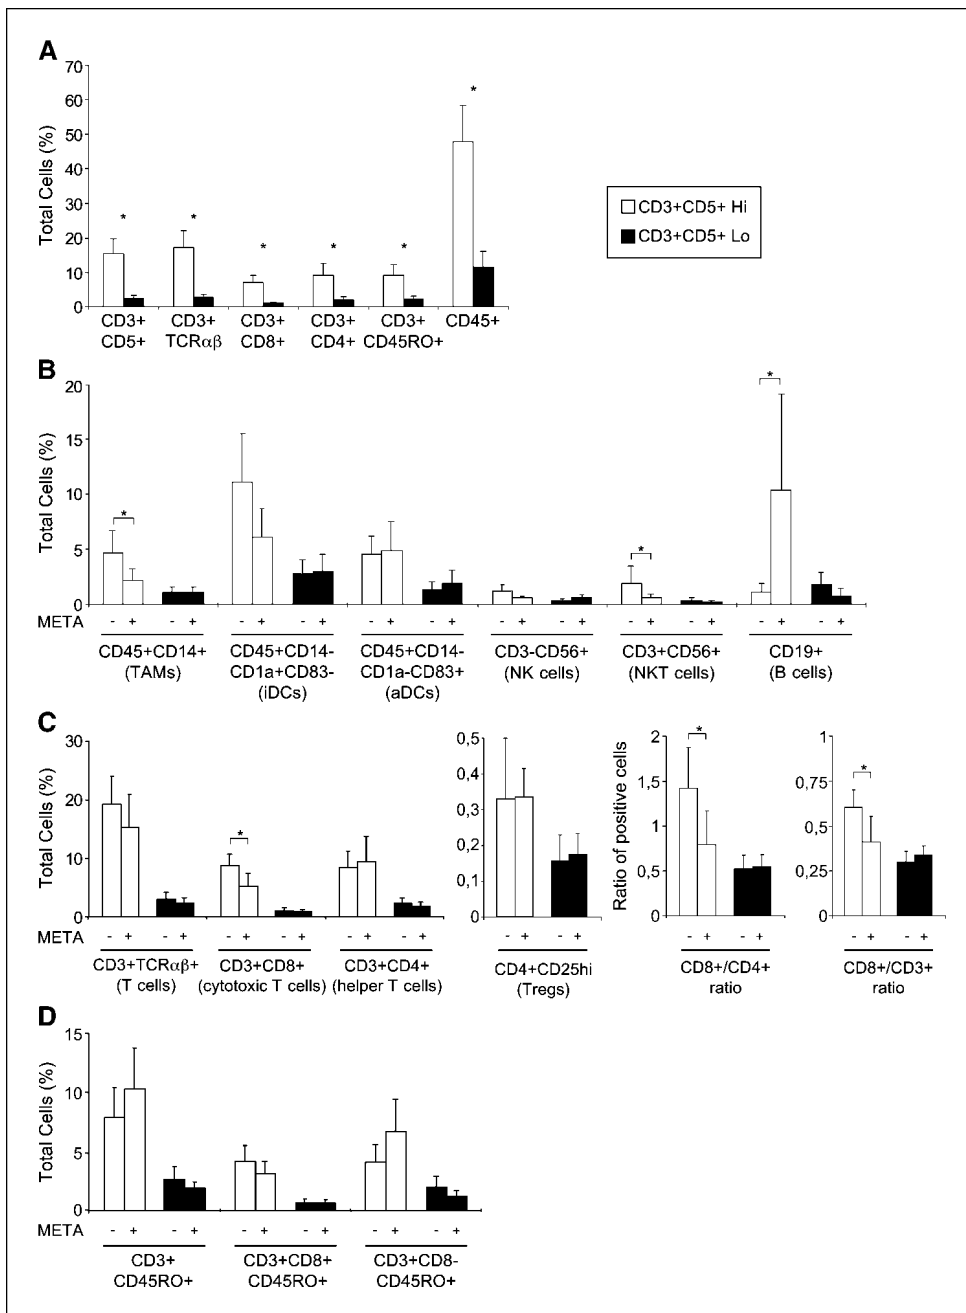 A
70
60
50
40
30
20
10
0
Total Cells (%)
*
*
*
*
*
*
CD3+
CD5+
CD3+
TCRαβ
CD3+
CD8+
CD3+
CD4+
CD3+
CD45RO+
CD45+
CD3+CD5+ Hi
CD3+CD5+ Lo
B
20
15
10
5
0
Total Cells (%)
*
*
*
META - + - + - + - + - + - + - + - + - + - + - + - +
CD45+CD14+
(TAMs)
CD45+CD14-
CD1a+CD83-
(iDCs)
CD45+CD14-
CD1a-CD83+
(aDCs)
CD3-CD56+
(NK cells)
CD3+CD56+
(NKT cells)
CD19+
(B cells)
C
30
20
10
0
Total Cells (%)
*
META - + - + - + - + - + - +
CD3+TCRαβ+
(T cells)
CD3+CD8+
(cytotoxic T cells)
CD3+CD4+
(helper T cells)
0,5
0,4
0,3
0,2
0,1
0
- + - +
CD4+CD25hi
(Tregs)
Ratio of positive cells
2
1,5
1
0,5
0
*
- + - +
CD8+/CD4+
ratio
1
0,75
0,5
0,25
0
*
- + - +
CD8+/CD3+
ratio
D
15
10
5
0
Total Cells (%)
META - + - + - + - + - + - +
CD3+
CD45RO+
CD3+CD8+
CD45RO+
CD3+CD8-
CD45RO+